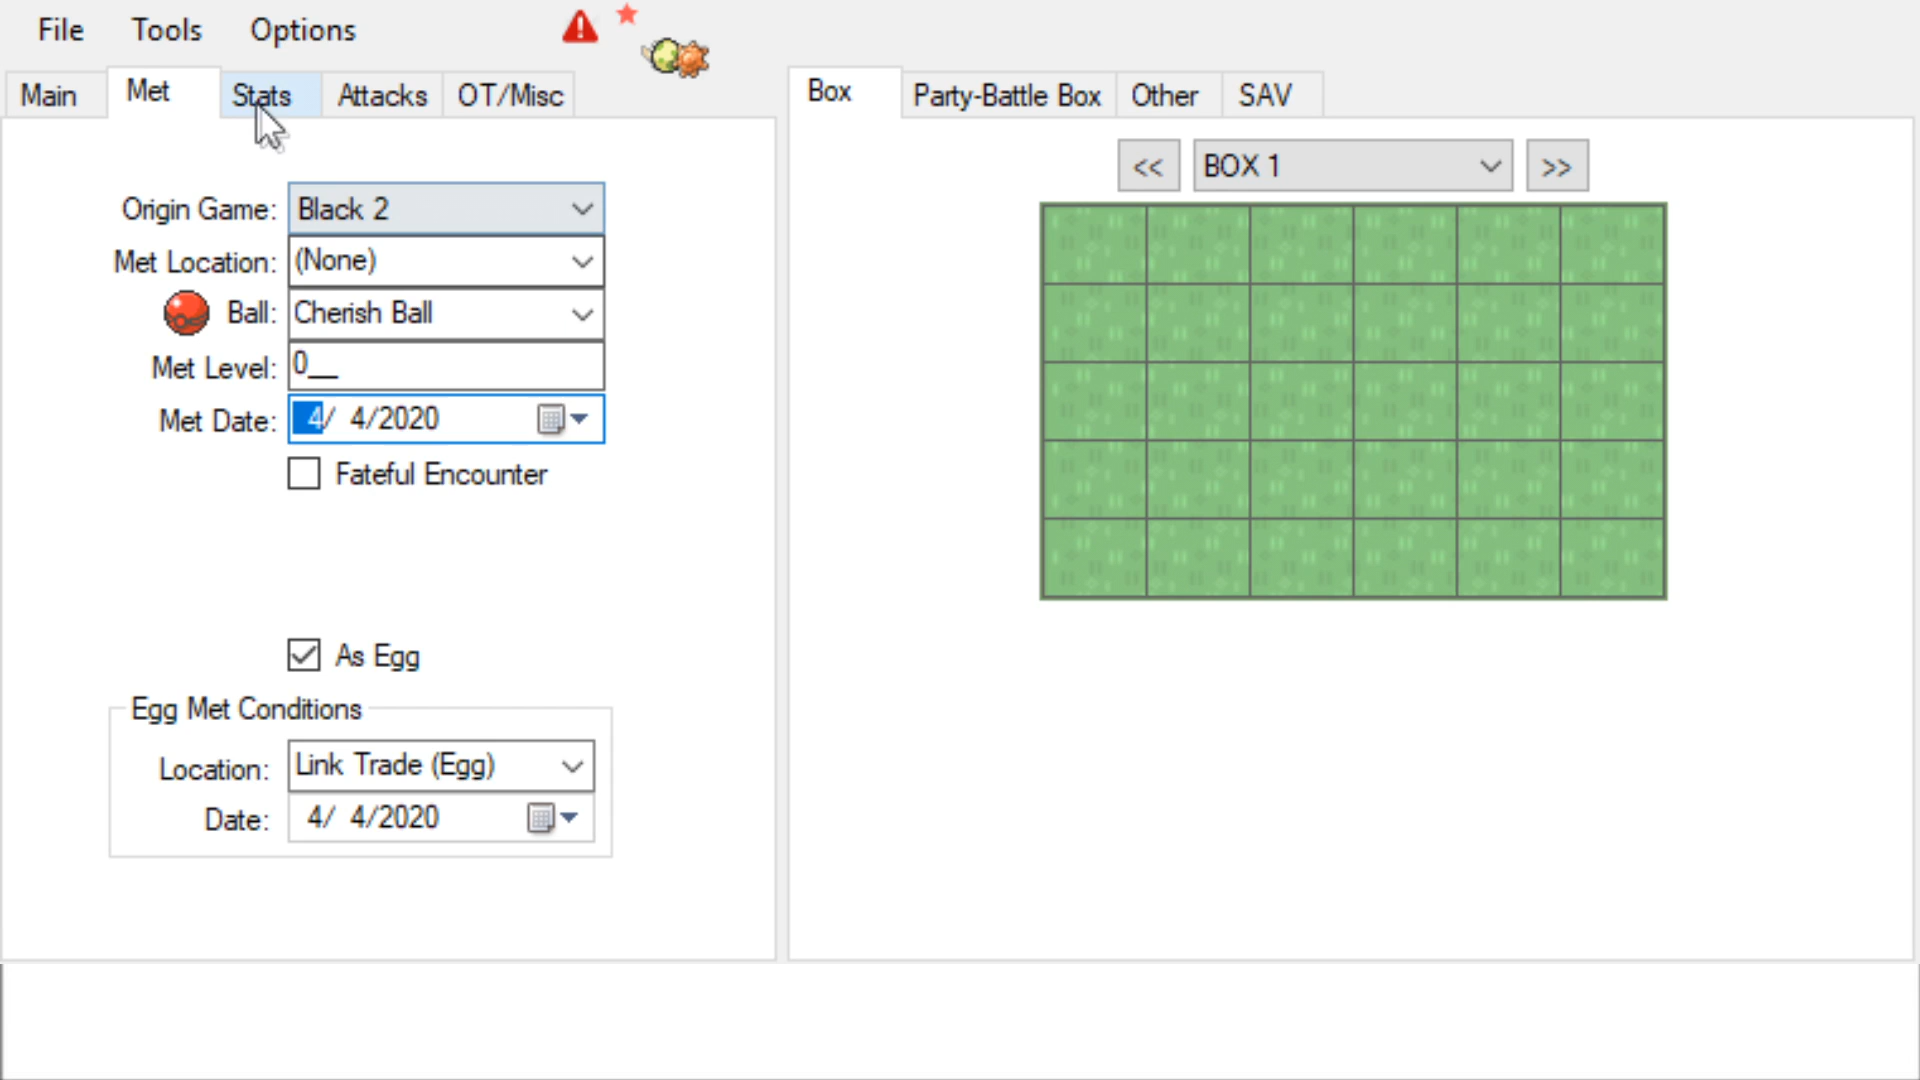 File Tools Options
Main Met Stats Attacks OT/Misc
Box Party-Battle Box Other SAV
<< BOX 1 >>
Origin Game: Black 2
Met Location: (None)
Ball: Cherish Ball
Met Level: 0__
Met Date: 4/ 4/2020
Fateful Encounter
As Egg
Egg Met Conditions
Location: Link Trade (Egg)
Date: 4/ 4/2020